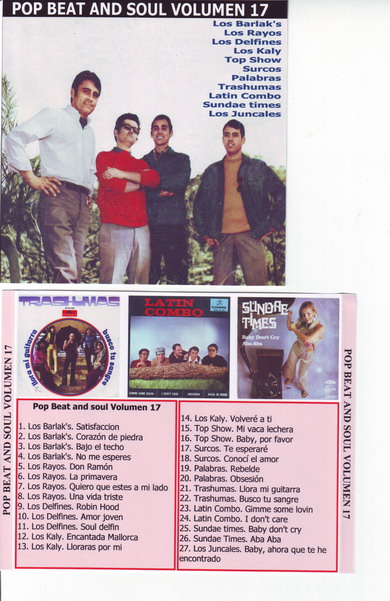 POP BEAT AND SOUL VOLUMEN 17
Los Barlak's
Los Rayos
Los Delfines
Los Kaly
Top Show
Surcos
Palabras
Trashumas
Latin Combo
Sundae times
Los Juncales
POP BEAT AND SOUL VOLUMEN 17
TRASHUMAS
llora mi guitarra
busco tu sangre
LATIN
COMBO
SUNDAE
TIMES
Baby Don't Cry
Aba-Aba
POP BEAT AND SOUL VOLUMEN 17
Pop Beat and soul Volumen 17
1. Los Barlak's. Satisfaccion
2. Los Barlak's. Corazón de piedra
3. Los Barlak's. Bajo el techo
4. Los Barlak's. No me esperes
5. Los Rayos. Don Ramón
6. Los Rayos. La primavera
7. Los Rayos. Quiero que estes a mi lado
8. Los Rayos. Una vida triste
9. Los Delfines. Robin Hood
10. Los Delfines. Amor joven
11. Los Delfines. Soul delfin
12. Los Kaly. Encantada Mallorca
13. Los Kaly. Lloraras por mi
14. Los Kaly. Volveré a ti
15. Top Show. Mi vaca lechera
16. Top Show. Baby, por favor
17. Surcos. Te esperaré
18. Surcos. Conocí el amor
19. Palabras. Rebelde
20. Palabras. Obsesión
21. Trashumas. Llora mi guitarra
22. Trashumas. Busco tu sangre
23. Latin Combo. Gimme some lovin
24. Latin Combo. I don't care
25. Sundae times. Baby don't cry
26. Sundae Times. Aba Aba
27. Los Juncales. Baby, ahora que te he
encontrado